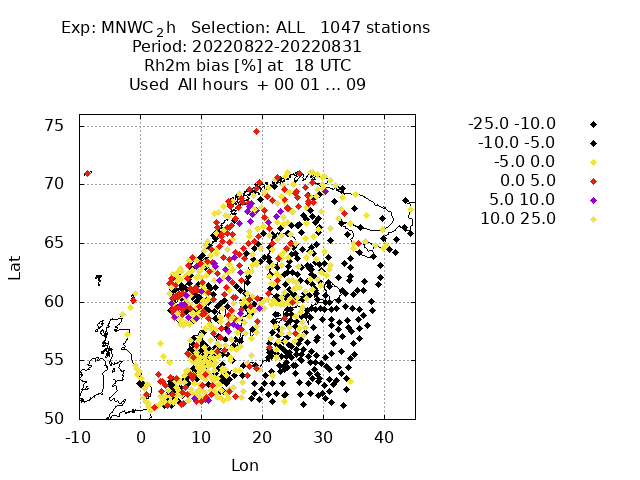 Exp: MNWC₂h Selection: ALL 1047 stations
Period: 20220822-20220831
Rh2m bias [%] at 18 UTC
Used All hours + 00 01 ... 09
-25.0 -10.0
-10.0 -5.0
-5.0 0.0
0.0 5.0
5.0 10.0
10.0 25.0
75
70
65
60
55
50
Lat
-10 0 10 20 30 40
Lon